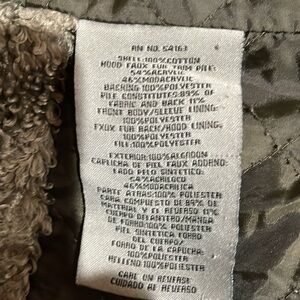 RN NO. 54163
SHELL:100%COTTON
HOOD FAUX FUR TRIM PILE:
54%ACRYLIC
46%MODACRYLIC
BACKING 100%POLYESTER
PILE CONSTITUTES:89% OF
FABRIC AND BACK 11%
FRONT BODY/SLEEVE LINING:
100%POLYESTER
FXOX FUR BACK/HOOD LINING:
100%POLYESTER
FILL:100%POLYESTER
EXTERIOR:100%ALGODON
CAPUCHA DE PIEL FAUX ADORNO:
LADO PELO SINTETICO:
54%ACRILICO
46%MODACRILICA
PARTE ATRAS:100% POLIESTER
CARA COMPUESTO DE 89% DE
MATERIAL Y EL REVERSO 11%
CUERPO DELANTERO/MANGA
DE FORRO:100% POLIESTER
PIEL SINTETICA FORRO
DEL CUERPO/
FORRO DE LA CAPUCHA:
100%POLIESTER
RELLENO 100%POLIESTER
CARE ON REVERSE
CUIDADO AL REVERSO